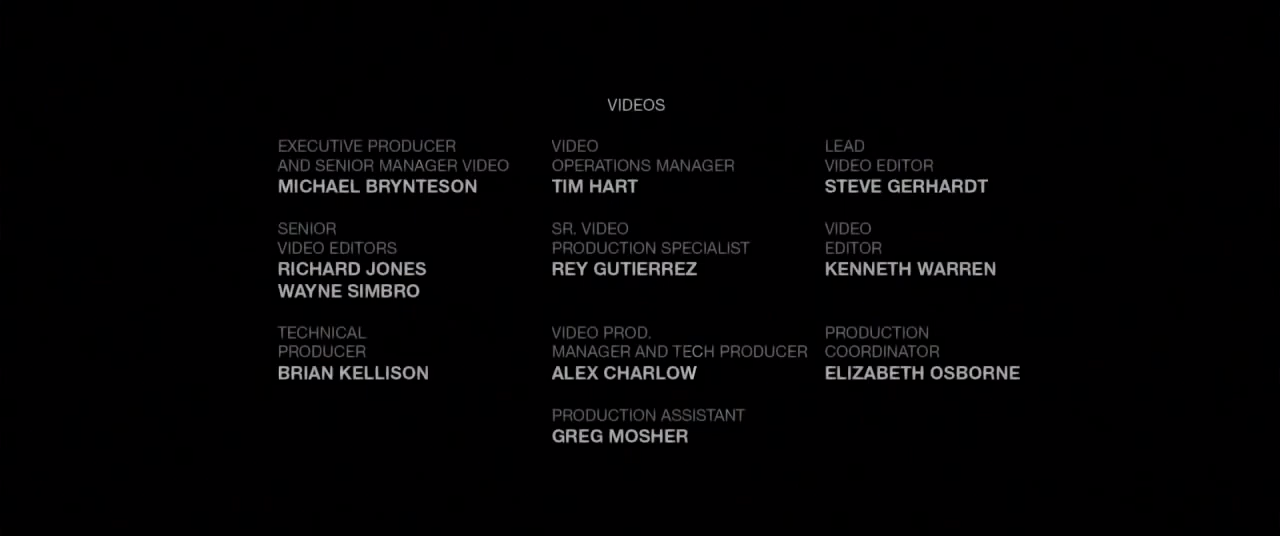 VIDEOS
EXECUTIVE PRODUCER
AND SENIOR MANAGER VIDEO
MICHAEL BRYNTESON
VIDEO
OPERATIONS MANAGER
TIM HART
LEAD
VIDEO EDITOR
STEVE GERHARDT
SENIOR
VIDEO EDITORS
RICHARD JONES
WAYNE SIMBRO
SR. VIDEO
PRODUCTION SPECIALIST
REY GUTIERREZ
VIDEO
EDITOR
KENNETH WARREN
TECHNICAL
PRODUCER
BRIAN KELLISON
VIDEO PROD.
MANAGER AND TECH PRODUCER
ALEX CHARLOW
PRODUCTION
COORDINATOR
ELIZABETH OSBORNE
PRODUCTION ASSISTANT
GREG MOSHER